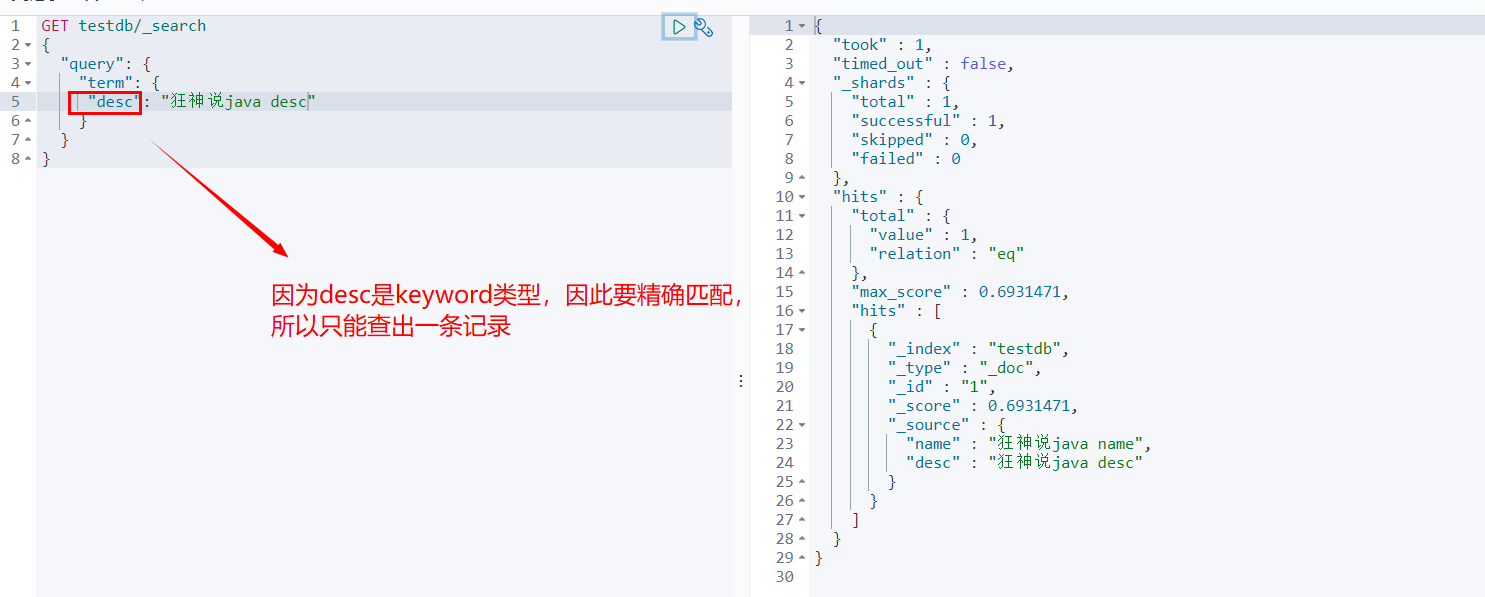 1 GET testdb/_search
2 {
3 "query": {
4 "term": {
5 "desc": "狂神说java desc"
6 }
7 }
8 }
因为desc是keyword类型，因此要精确匹配，
所以只能查出一条记录
1 {
2 "took" : 1,
3 "timed_out" : false,
4 "_shards" : {
5 "total" : 1,
6 "successful" : 1,
7 "skipped" : 0,
8 "failed" : 0
9 },
10 "hits" : {
11 "total" : {
12 "value" : 1,
13 "relation" : "eq"
14 },
15 "max_score" : 0.6931471,
16 "hits" : [
17 {
18 "_index" : "testdb",
19 "_type" : "_doc",
20 "_id" : "1",
21 "_score" : 0.6931471,
22 "_source" : {
23 "name" : "狂神说java name",
24 "desc" : "狂神说java desc"
25 }
26 }
27 ]
28 }
29 }
30